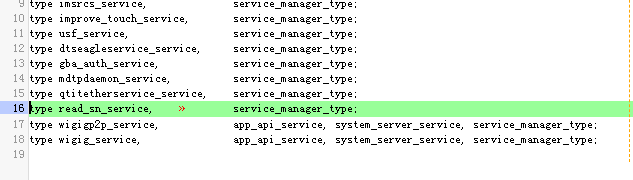 9 type imsrcs_service, service_manager_type;
10 type improve_touch_service, service_manager_type;
11 type usf_service, service_manager_type;
12 type dtseagleservice_service, service_manager_type;
13 type gba_auth_service, service_manager_type;
14 type mdtpdaemon_service, service_manager_type;
15 type qtitetherservice_service, service_manager_type;
16 type read_sn_service, » service_manager_type;
17 type wigigp2p_service, app_api_service, system_server_service, service_manager_type;
18 type wigig_service, app_api_service, system_server_service, service_manager_type;
19